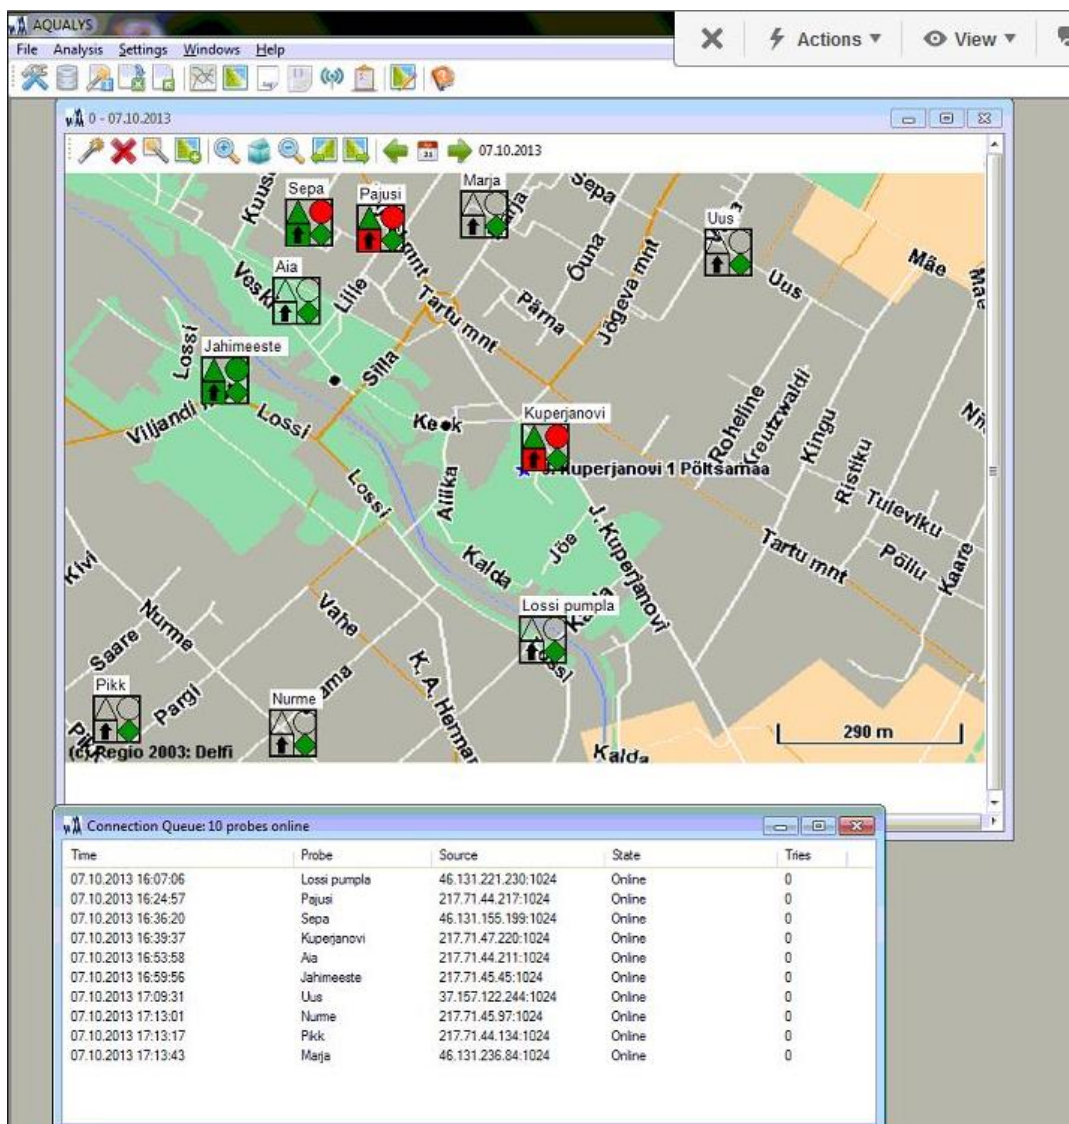 AQUALYS
File Analysis Settings Windows Help
Actions View
0 - 07.10.2013
07.10.2013
Sepa
Pajusi
Marja
Sepa
Uus
Aia
Lille
Tartu mnt
Pärna
Õuna
Jõgeva mnt
Uus
Mäe
Jahimeeste
Lossi
Silla
Viljandi
Lossi
Kuperjanovi
J. Kuperjanovi 1 Põltsamaa
Roheline
Kreutzwaldi
Kingu
Ristiku
Tuleviku
Põllu
Kaare
Lossi
Kalda
Jõe
J. Kuperjanovi
Tartu mnt
Kivi
Nurme
Saare
Pargi
Vahe
Lossi pumpla
Pikk
Nurme
K. A. Herman
Kalda
290 m
(c) Regio 2003: Delfi
Connection Queue: 10 probes online
Time Probe Source State Tries
07.10.2013 16:07:06 Lossi pumpla 46.131.221.230:1024 Online 0
07.10.2013 16:24:57 Pajusi 217.71.44.217:1024 Online 0
07.10.2013 16:36:20 Sepa 46.131.155.199:1024 Online 0
07.10.2013 16:39:37 Kuperjanovi 217.71.47.220:1024 Online 0
07.10.2013 16:53:58 Aia 217.71.44.211:1024 Online 0
07.10.2013 16:59:56 Jahimeeste 217.71.45.45:1024 Online 0
07.10.2013 17:09:31 Uus 37.157.122.244:1024 Online 0
07.10.2013 17:13:01 Nurme 217.71.45.97:1024 Online 0
07.10.2013 17:13:17 Pikk 217.71.44.134:1024 Online 0
07.10.2013 17:13:43 Marja 46.131.236.84:1024 Online 0